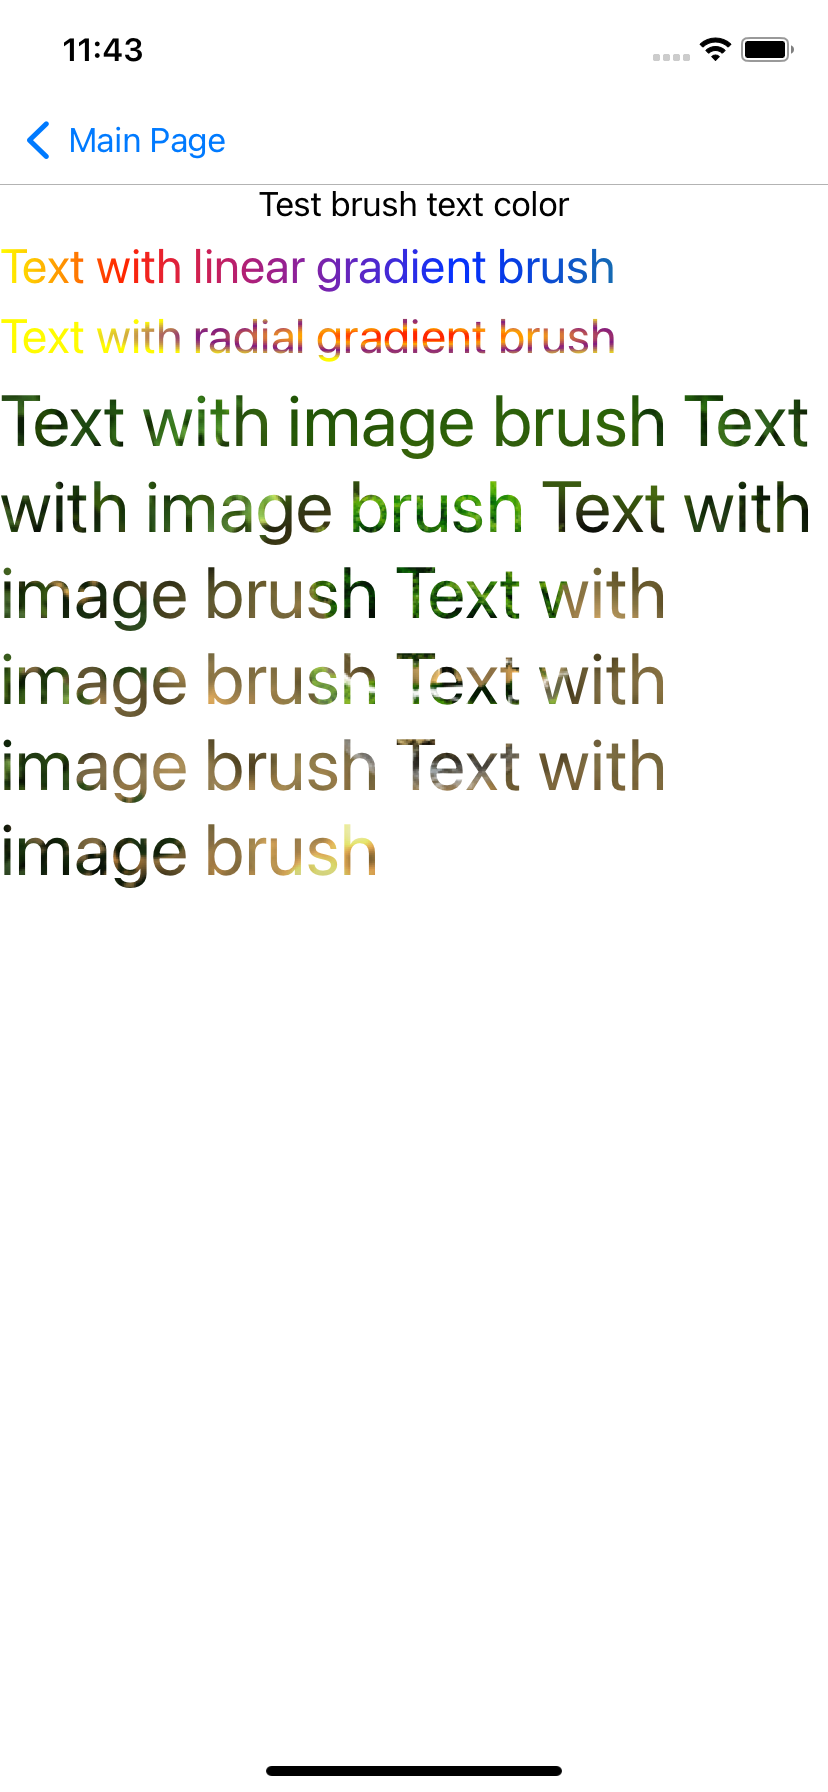 11:43
Main Page
Test brush text color
Text with linear gradient brush
Text with radial gradient brush
Text with image brush Text
with image brush Text with
image brush Text with
image brush Text with
image brush Text with
image brush